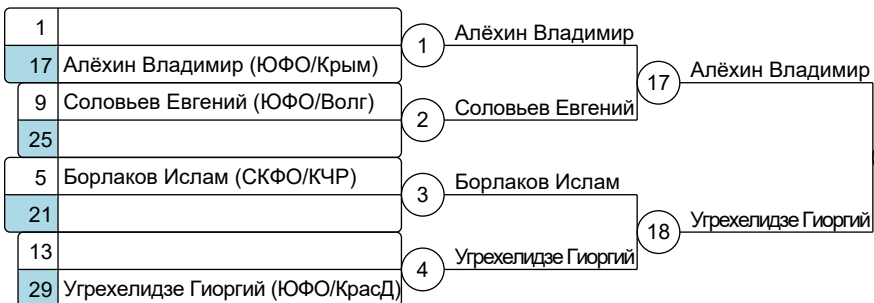 1
17 Алёхин Владимир (ЮФО/Крым)
1
Алёхин Владимир
9 Соловьев Евгений (ЮФО/Волг)
25
2
Соловьев Евгений
17
Алёхин Владимир
5 Борлаков Ислам (СКФО/КЧР)
21
3
Борлаков Ислам
13
29 Угрехелидзе Гиоргий (ЮФО/КрасД)
4
Угрехелидзе Гиоргий
18
Угрехелидзе Гиоргий